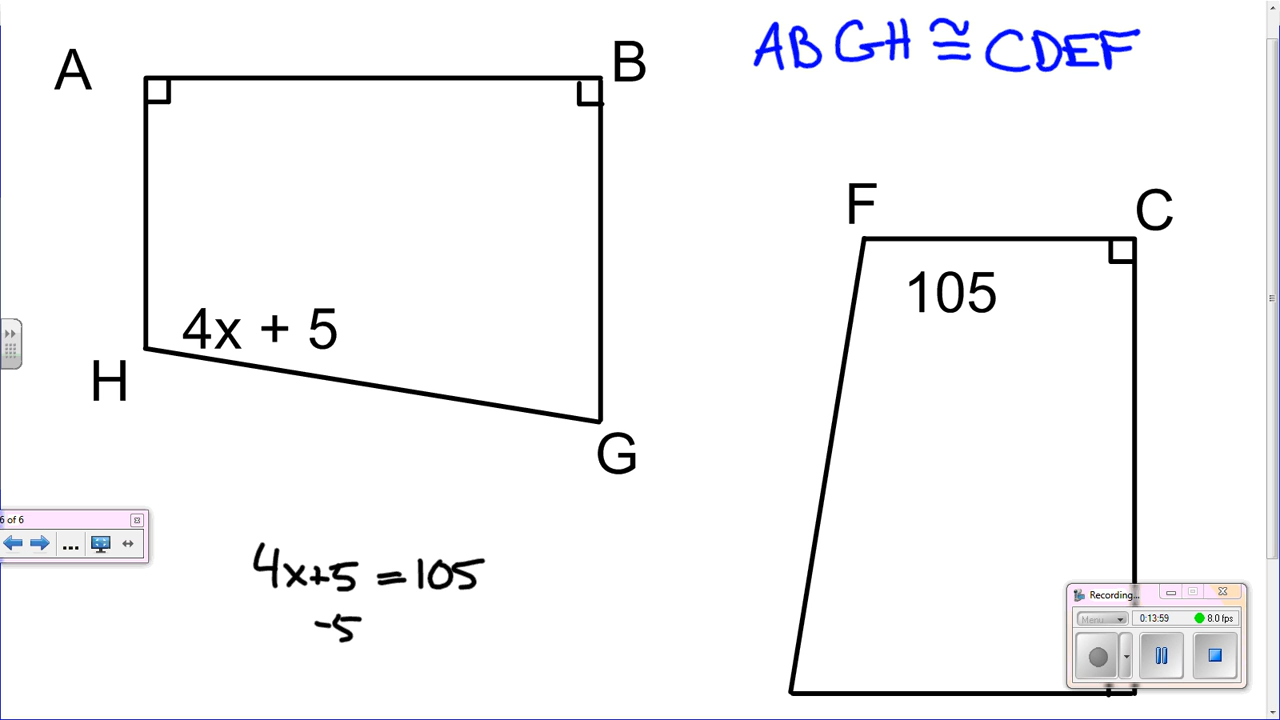 ABGH ≅ CDEF
A
B
F
C
105
4x + 5
H
G
6 of 6
...
4x+5 = 105
-5
Recording...
Menu
0:13:59
8.0 fps